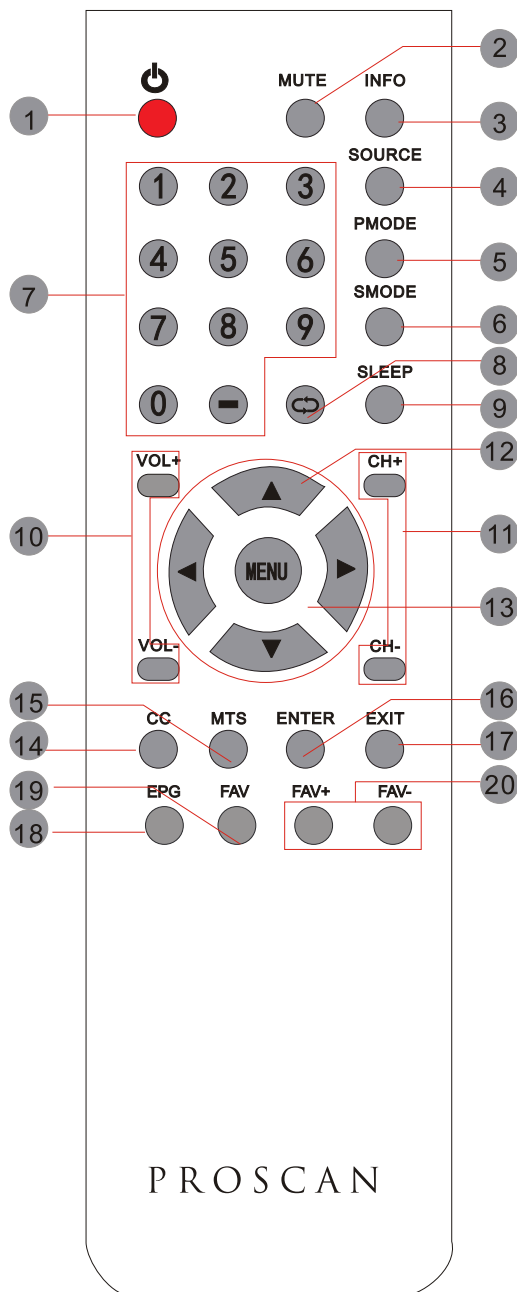 2
MUTE INFO
1
3
SOURCE
1 2 3
4
PMODE
4 5 6
5
7
SMODE
7 8 9
6
8
SLEEP
0 -
9
VOL+ CH+
12
10
11
MENU
13
VOL- CH-
15
16
CC MTS ENTER EXIT
14
17
19
20
EPG FAV FAV+ FAV-
18
PROSCAN